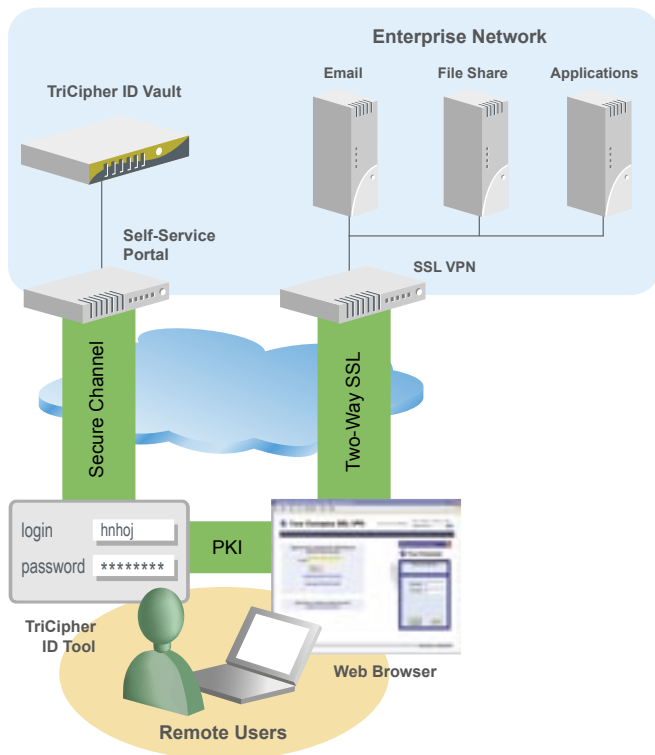 Enterprise Network
Email
File Share
Applications
TriCipher ID Vault
Self-Service
Portal
SSL VPN
Secure Channel
Two-Way SSL
login
hnhoj
password
********
PKI
TriCipher
ID Tool
Web Browser
Remote Users